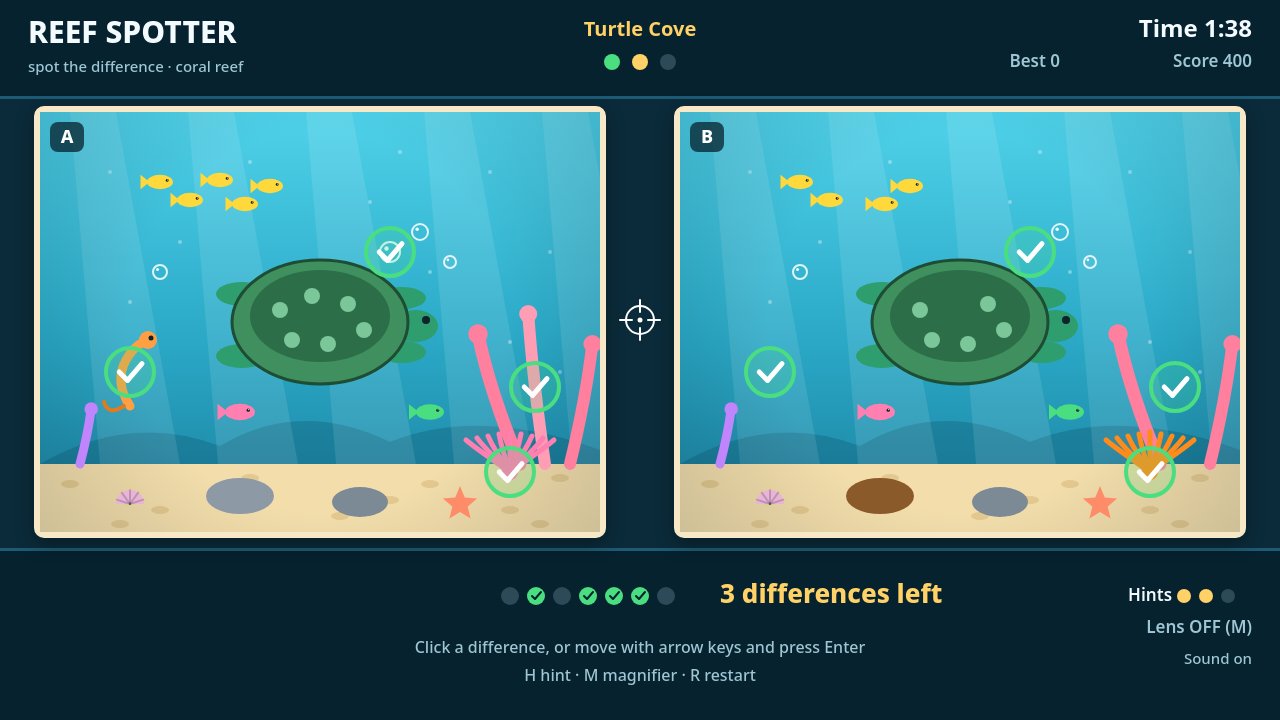 REEF SPOTTER
spot the difference · coral reef
Turtle Cove
Time 1:38
Best 0
Score 400
A
B
3 differences left
Click a difference, or move with arrow keys and press Enter
H hint · M magnifier · R restart
Hints
Lens OFF (M)
Sound on